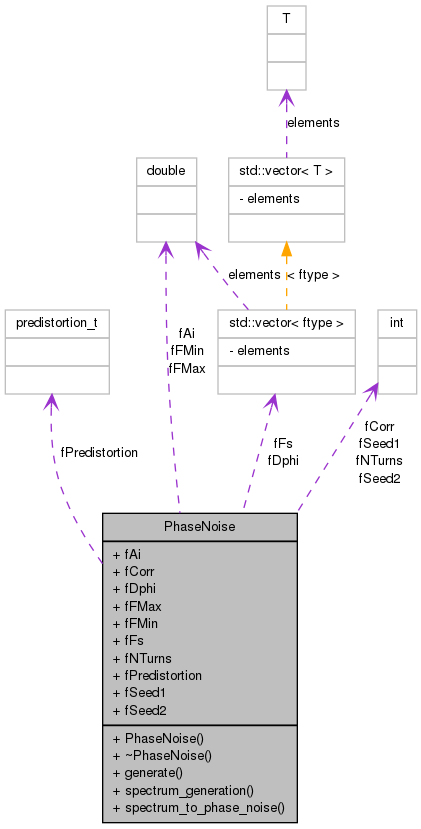 T
elements
double
std::vector< T >
- elements
elements
< ftype >
predistortion_t
fAi
fFMin
fFMax
std::vector< ftype >
- elements
int
fPredistortion
fFs
fDphi
fCorr
fSeed1
fNTurns
fSeed2
PhaseNoise
+ fAi
+ fCorr
+ fDphi
+ fFMax
+ fFMin
+ fFs
+ fNTurns
+ fPredistortion
+ fSeed1
+ fSeed2
+ PhaseNoise()
+ ~PhaseNoise()
+ generate()
+ spectrum_generation()
+ spectrum_to_phase_noise()